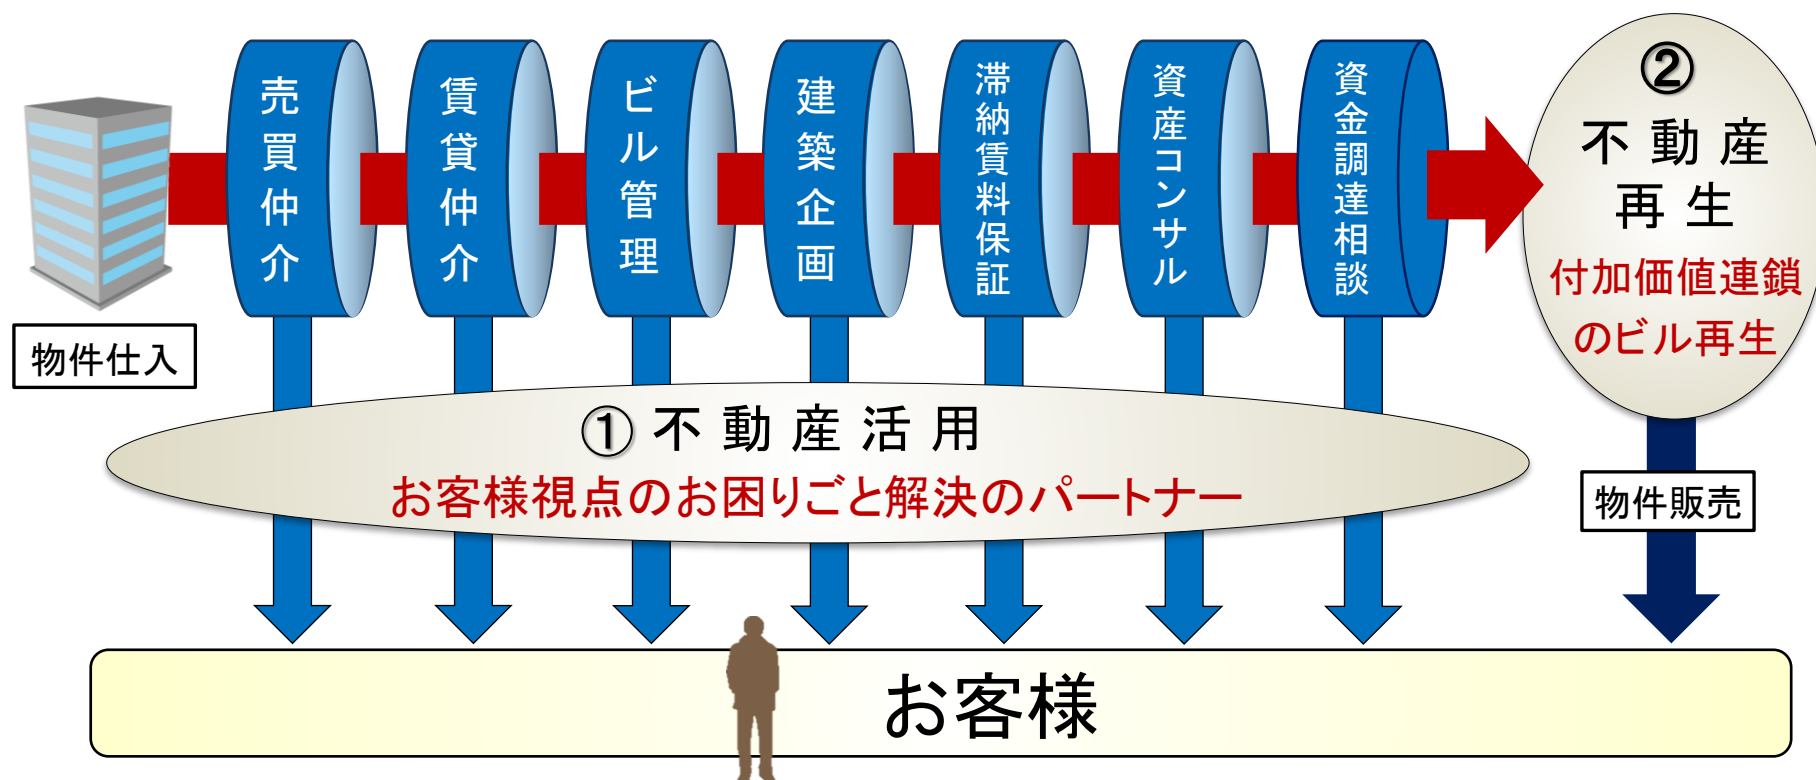 物件仕入
売買仲介
賃貸仲介
ビル管理
建築企画
滞納賃料保証
資産コンサル
資金調達相談
②
不動産
再生
付加価値連鎖
のビル再生
①不動産活用
お客様視点のお困りごと解決のパートナー
物件販売
お客様